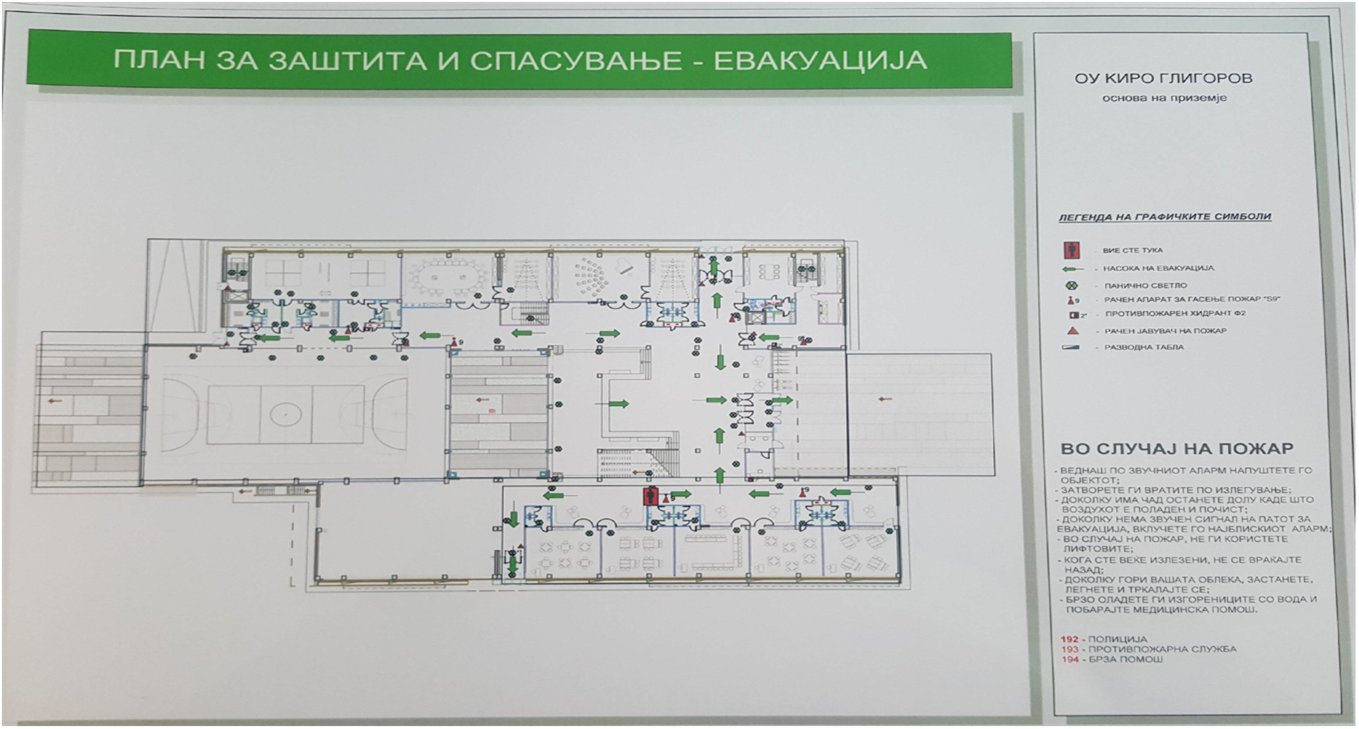 ПЛАН ЗА ЗАШТИТА И СПАСУВАЊЕ - ЕВАКУАЦИЈА
ОУ КИРО ГЛИГОРОВ
основа на приземје
ЛЕГЕНДА НА ГРАФИЧКИТЕ СИМБОЛИ
- ВИЕ СТЕ ТУКА
- НАСОКА НА ЕВАКУАЦИЈА
- ПАНИЧНО СВЕТЛО
9 - РАЧЕН АПАРАТ ЗА ГАСЕЊЕ ПОЖАР "S9"
2" - ПРОТИВПОЖАРЕН ХИДРАНТ Ф2
- РАЧЕН ЈАВУВАЧ НА ПОЖАР
- РАЗВОДНА ТАБЛА
ВО СЛУЧАЈ НА ПОЖАР
- ВЕДНАШ ПО ЗВУЧНИОТ АЛАРМ НАПУШТЕТЕ ГО
ОБЈЕКТОТ;
- ЗАТВОРЕТЕ ГИ ВРАТИТЕ ПО ИЗЛЕГУВАЊЕ;
- ДОКОЛКУ ИМА ЧАД ОСТАНЕТЕ ДОЛУ КАДЕ ШТО
ВОЗДУХОТ Е ПОЛАДЕН И ПОЧИСТ;
- ДОКОЛКУ НЕМА ЗВУЧЕН СИГНАЛ НА ПАТОТ ЗА
ЕВАКУАЦИЈА, ВКЛУЧЕТЕ ГО НАЈБЛИСКИОТ АЛАРМ;
- ВО СЛУЧАЈ НА ПОЖАР, НЕ ГИ КОРИСТЕТЕ
ЛИФТОВИТЕ;
- КОГА СТЕ ВЕЌЕ ИЗЛЕЗЕНИ, НЕ СЕ ВРАЌАЈТЕ
НАЗАД;
- ДОКОЛКУ ГОРИ ВАШАТА ОБЛЕКА, ЗАСТАНЕТЕ,
ЛЕГНЕТЕ И ТРКАЛАЈТЕ СЕ;
- БРЗО ОЛАДЕТЕ ГИ ИЗГОРЕНИЦИТЕ СО ВОДА И
ПОБАРАЈТЕ МЕДИЦИНСКА ПОМОШ.
192 - ПОЛИЦИЈА
193 - ПРОТИВПОЖАРНА СЛУЖБА
194 - БРЗА ПОМОШ